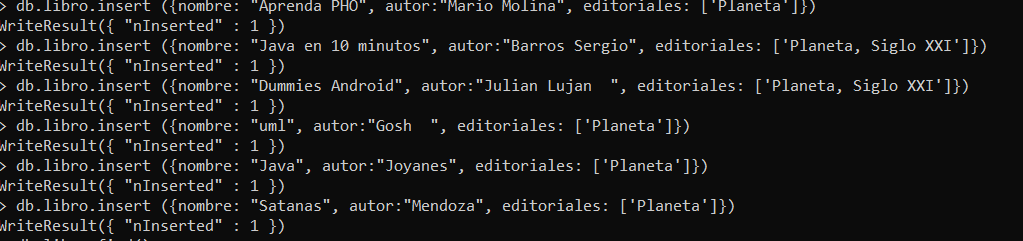 > db.libro.insert ({nombre: "Aprenda PHO", autor:"Mario Molina", editoriales: ['Planeta']})
WriteResult({ "nInserted" : 1 })
> db.libro.insert ({nombre: "Java en 10 minutos", autor:"Barros Sergio", editoriales: ['Planeta, Siglo XXI']})
WriteResult({ "nInserted" : 1 })
> db.libro.insert ({nombre: "Dummies Android", autor:"Julian Lujan  ", editoriales: ['Planeta, Siglo XXI']})
WriteResult({ "nInserted" : 1 })
> db.libro.insert ({nombre: "uml", autor:"Gosh  ", editoriales: ['Planeta']})
WriteResult({ "nInserted" : 1 })
> db.libro.insert ({nombre: "Java", autor:"Joyanes", editoriales: ['Planeta']})
WriteResult({ "nInserted" : 1 })
> db.libro.insert ({nombre: "Satanas", autor:"Mendoza", editoriales: ['Planeta']})
WriteResult({ "nInserted" : 1 })